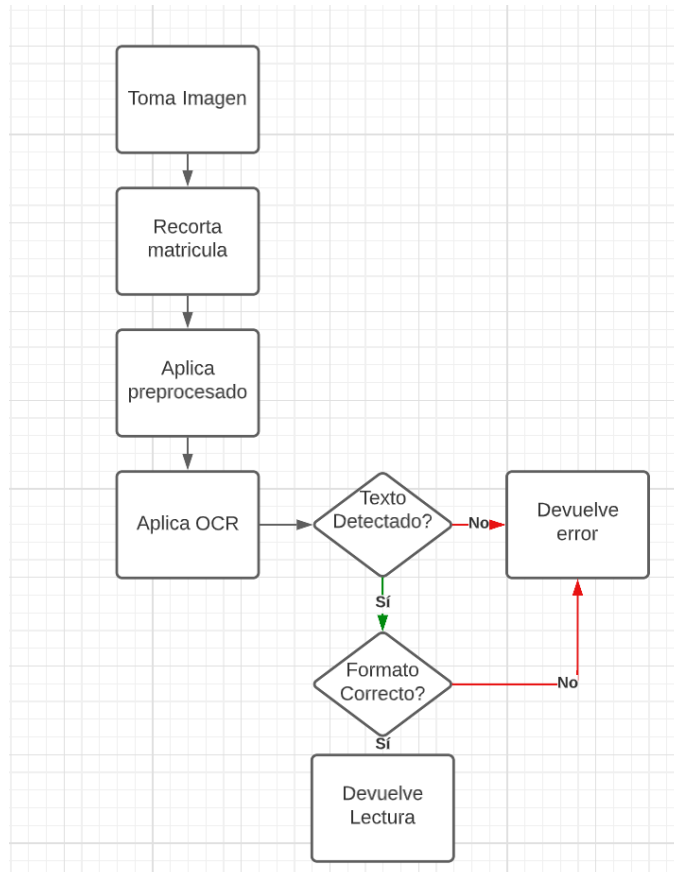 Toma Imagen
Recorta
matricula
Aplica
preprocesado
Aplica OCR
Texto
Detectado?
No
Devuelve
error
Sí
Formato
Correcto?
No
Sí
Devuelve
Lectura